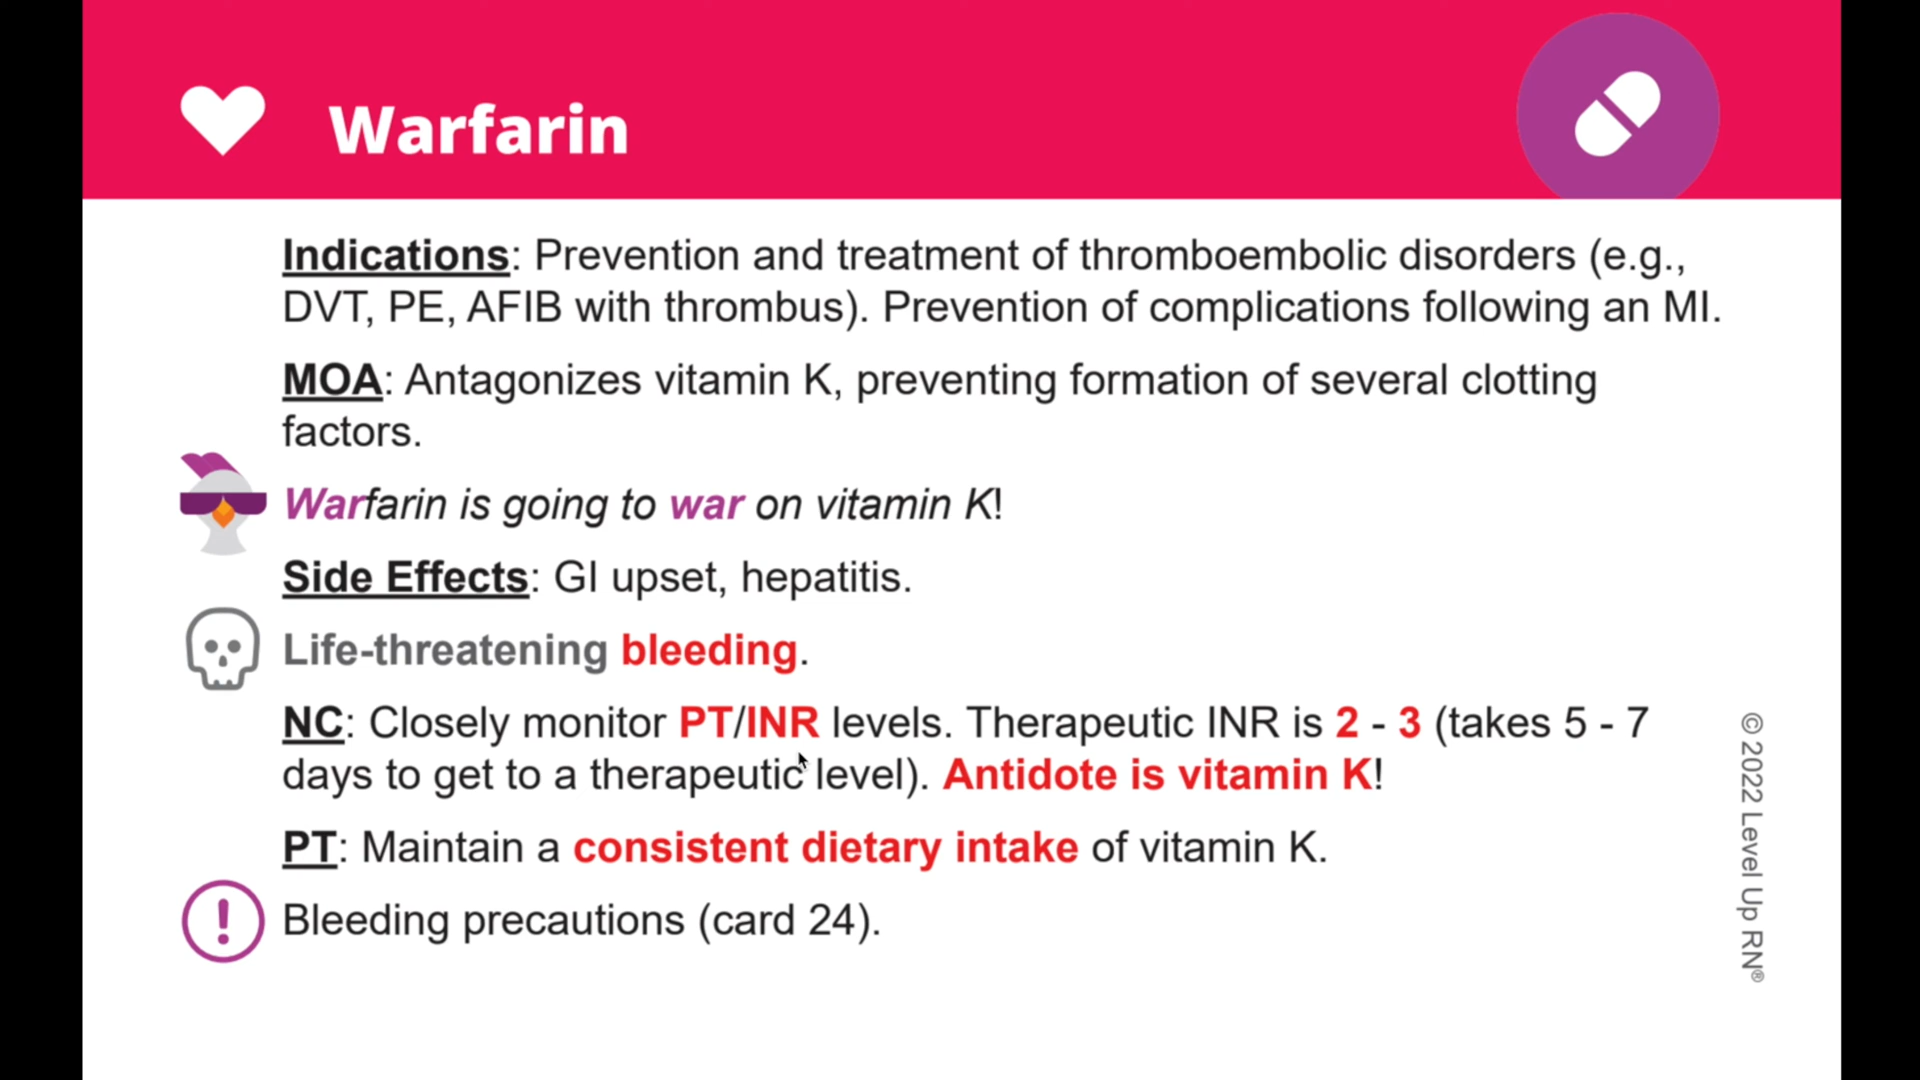 Warfarin
Indications: Prevention and treatment of thromboembolic disorders (e.g.,
DVT, PE, AFIB with thrombus). Prevention of complications following an MI.
MOA: Antagonizes vitamin K, preventing formation of several clotting
factors.
Warfarin is going to war on vitamin K!
Side Effects: GI upset, hepatitis.
Life-threatening bleeding.
NC: Closely monitor PT/INR levels. Therapeutic INR is 2 - 3 (takes 5 - 7
days to get to a therapeutic level). Antidote is vitamin K!
PT: Maintain a consistent dietary intake of vitamin K.
Bleeding precautions (card 24).
© 2022 Level Up RN®